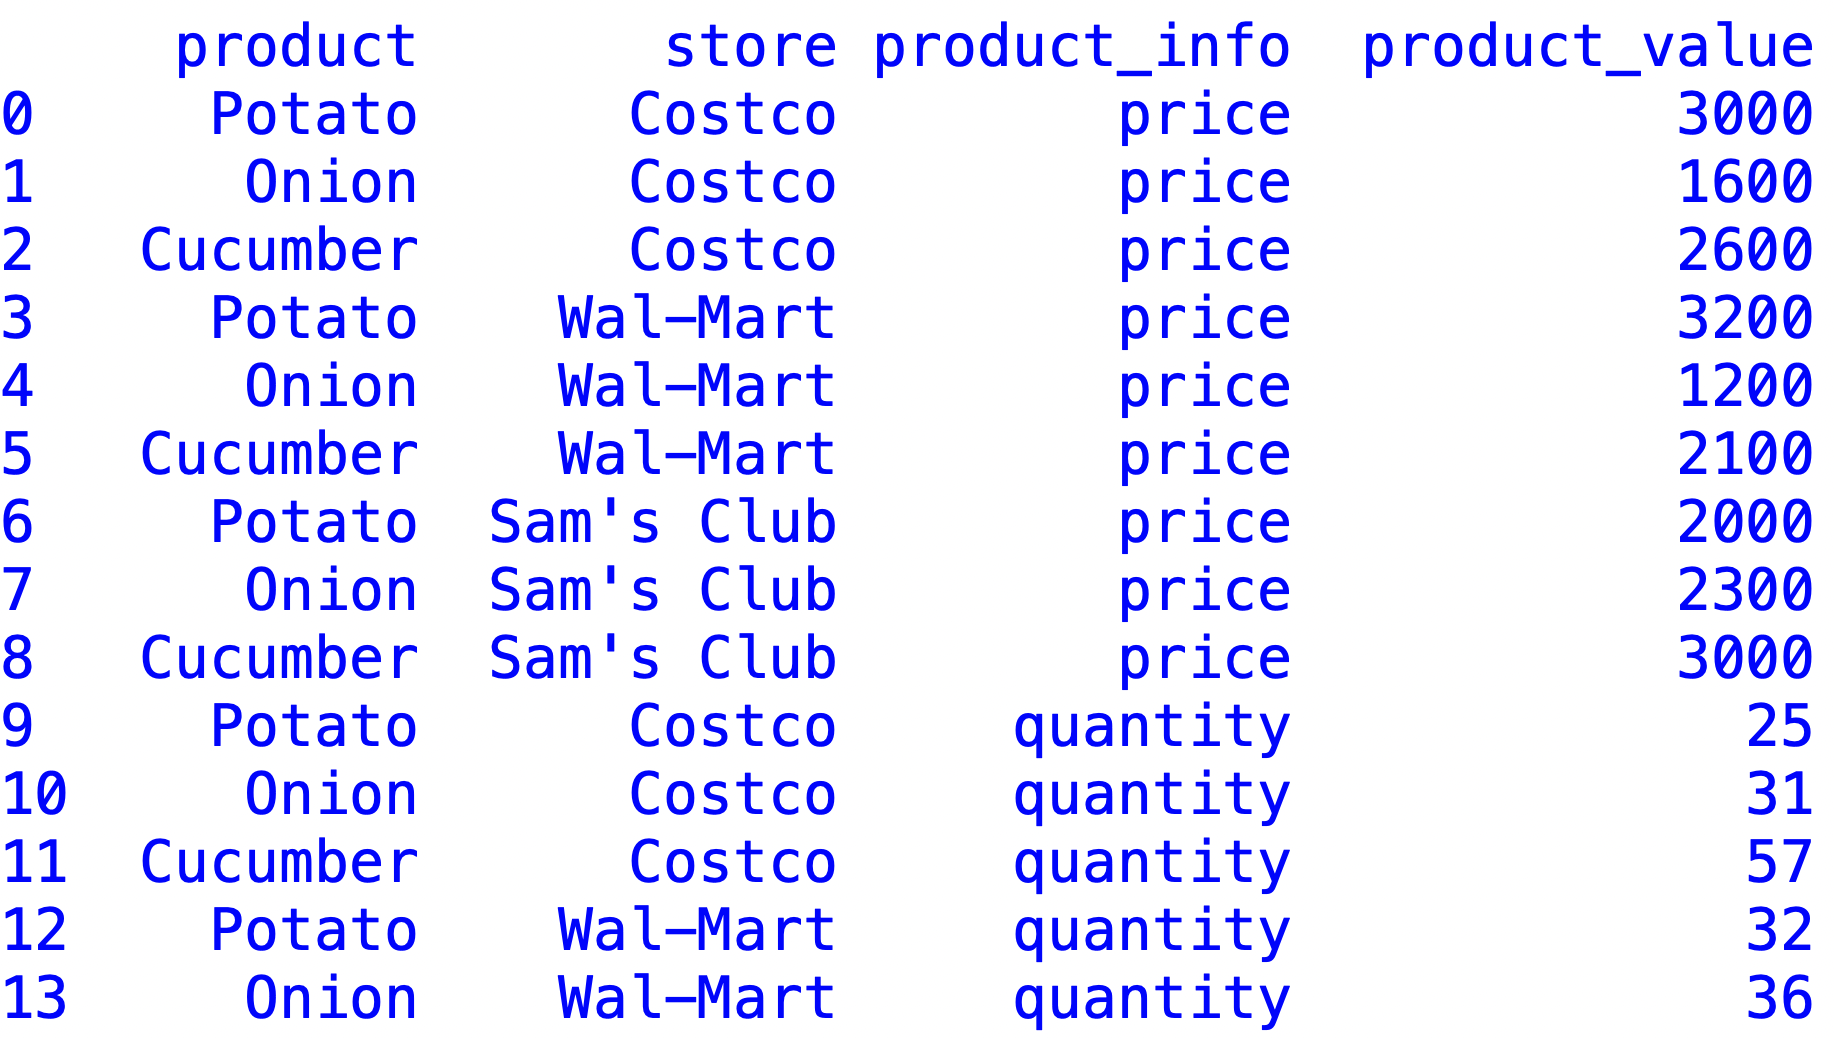 product store product_info product_value
0 Potato Costco price 3000
1 Onion Costco price 1600
2 Cucumber Costco price 2600
3 Potato Wal-Mart price 3200
4 Onion Wal-Mart price 1200
5 Cucumber Wal-Mart price 2100
6 Potato Sam's Club price 2000
7 Onion Sam's Club price 2300
8 Cucumber Sam's Club price 3000
9 Potato Costco quantity 25
10 Onion Costco quantity 31
11 Cucumber Costco quantity 57
12 Potato Wal-Mart quantity 32
13 Onion Wal-Mart quantity 36